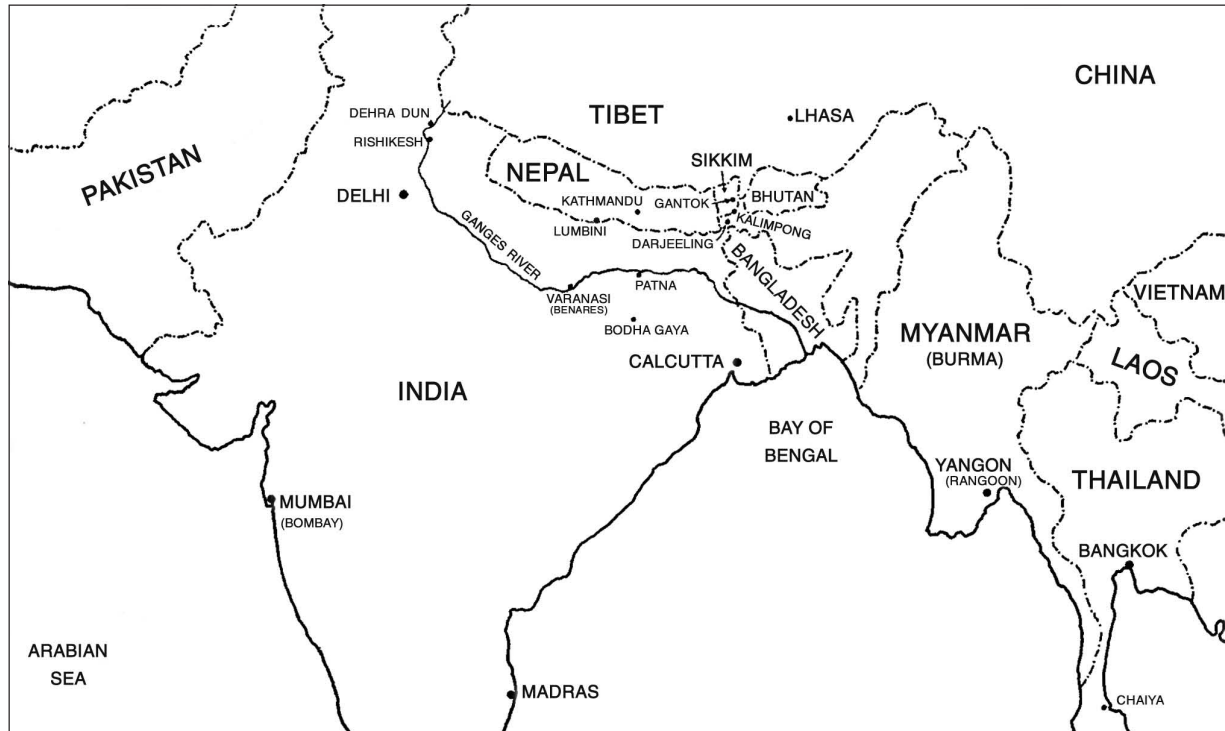 CHINA
DEHRA DUN
TIBET
LHASA
RISHIKESH
PAKISTAN
SIKKIM
NEPAL
DELHI
KATHMANDU
GANTOK
BHUTAN
KALIMPONG
LUMBINI
DARJEELING
GANGES RIVER
BANGLADESH
VARANASI
(BENARES)
PATNA
VIETNAM
BODHA GAYA
MYANMAR
(BURMA)
CALCUTTA
LAOS
INDIA
BAY OF
BENGAL
YANGON
(RANGOON)
THAILAND
MUMBAI
(BOMBAY)
BANGKOK
ARABIAN
SEA
MADRAS
CHAIYA